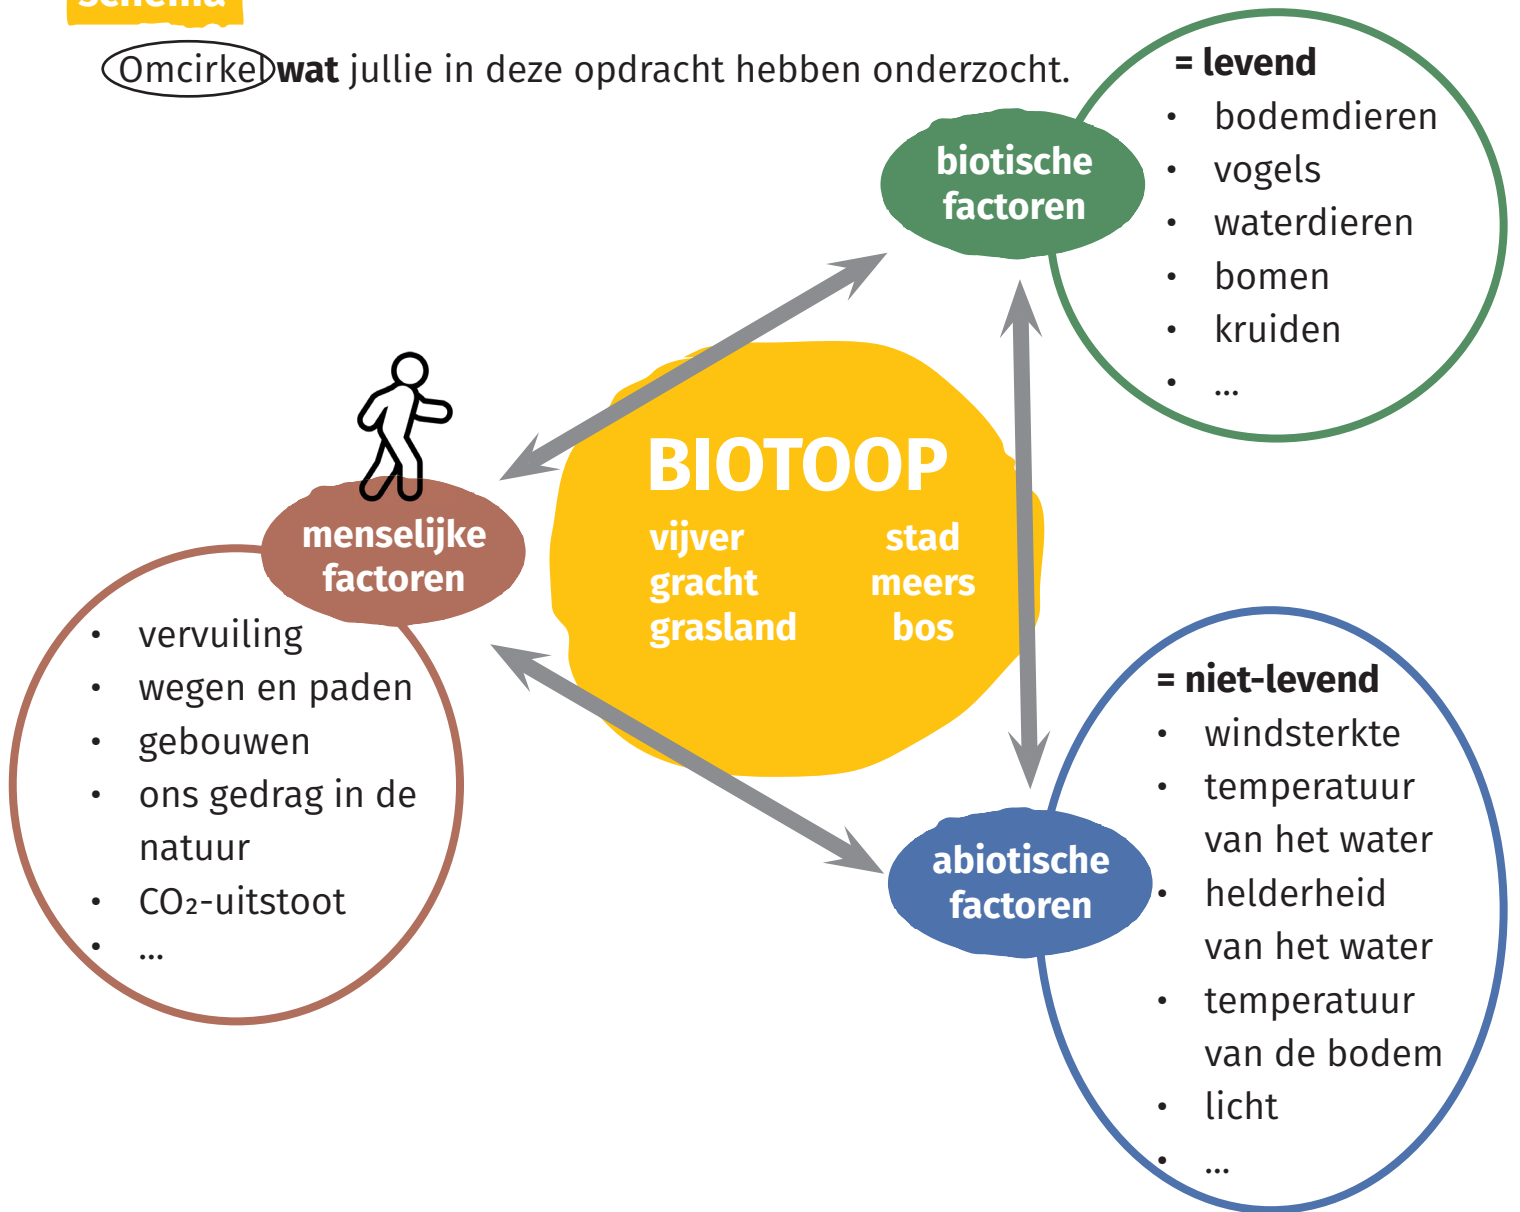 Schema
Omcirkel wat jullie in deze opdracht hebben onderzocht.
biotische
factoren
= levend
• bodemdieren
• vogels
• waterdieren
• bomen
• kruiden
• ...
BIOTOOP
vijver stad
gracht meers
grasland bos
menselijke
factoren
• vervuiling
• wegen en paden
• gebouwen
• ons gedrag in de
natuur
• CO₂-uitstoot
• ...
abiotische
factoren
= niet-levend
• windsterkte
• temperatuur
van het water
• helderheid
van het water
• temperatuur
van de bodem
• licht
• ...